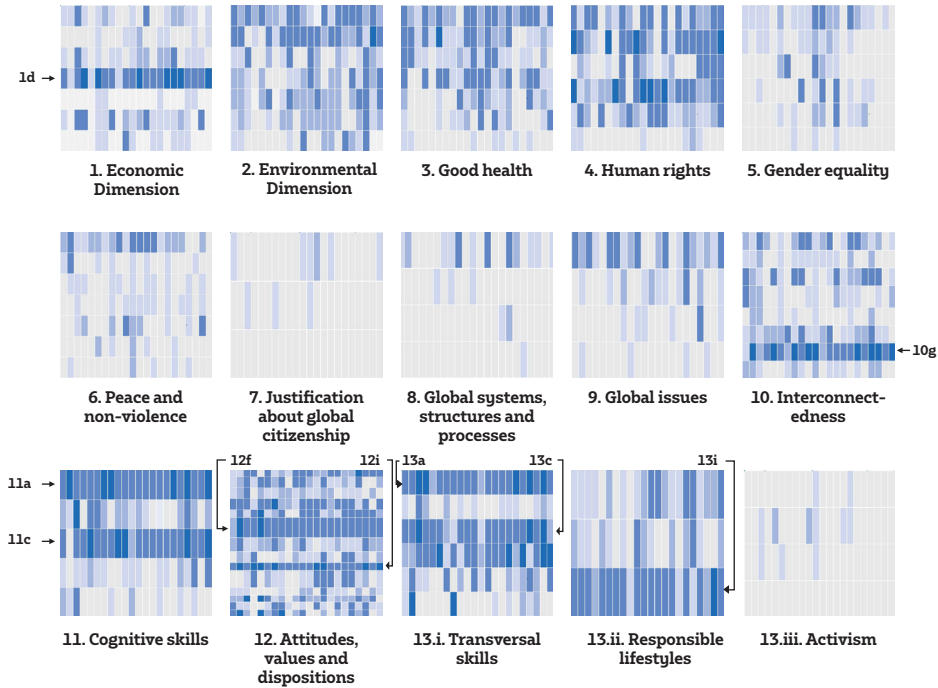 1d
1. Economic
Dimension
2. Environmental
Dimension
3. Good health
4. Human rights
5. Gender equality
10g
6. Peace and
non-violence
7. Justification
about global
citizenship
8. Global systems,
structures and
processes
9. Global issues
10. Interconnect-
edness
12f
12i
13a
13c
13i
11a
11c
11. Cognitive skills
12. Attitudes,
values and
dispositions
13.i. Transversal
skills
13.ii. Responsible
lifestyles
13.iii. Activism